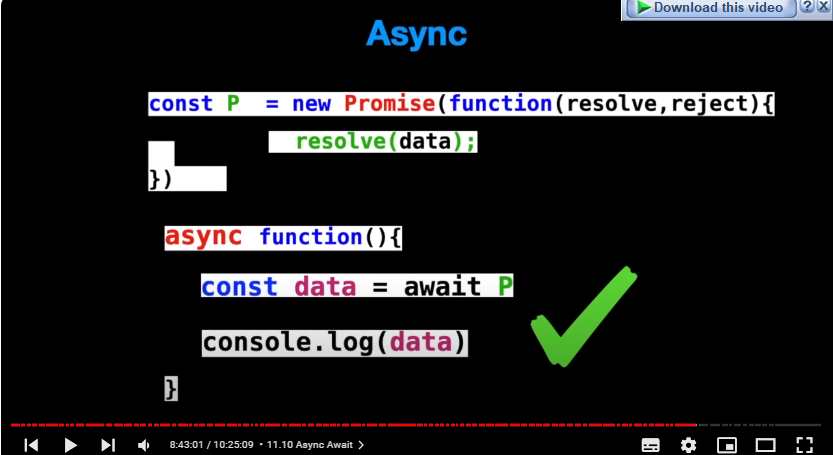 Download this video
Async
const P = new Promise(function(resolve,reject){
resolve(data);
})
async function(){
const data = await P
console.log(data)
}
8:43:01 / 10:25:09 • 11.10 Async Await >